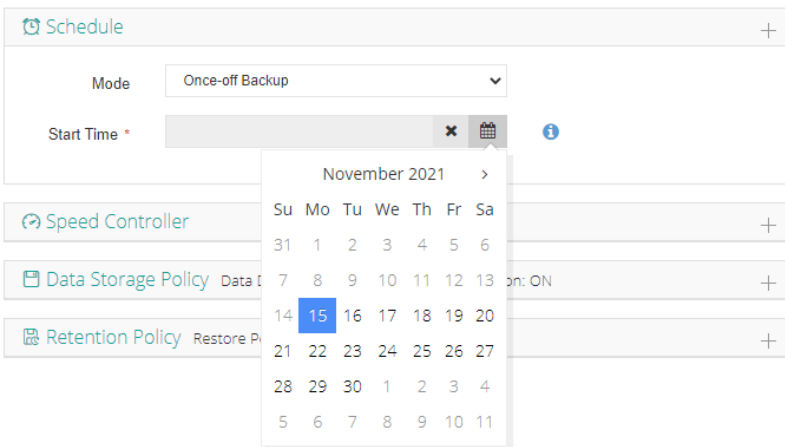 Schedule
Mode Once-off Backup
Start Time *
November 2021
Su Mo Tu We Th Fr Sa
31 1 2 3 4 5 6
Speed Controller
7 8 9 10 11 12 13
Data Storage Policy Data on: ON
14 15 16 17 18 19 20
Retention Policy Restore
21 22 23 24 25 26 27
28 29 30 1 2 3 4
5 6 7 8 9 10 11